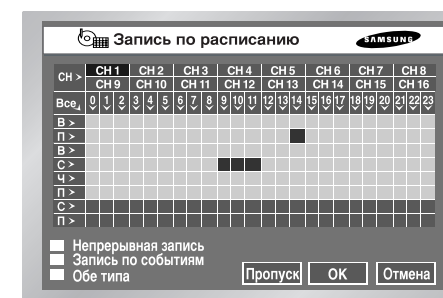 Запись по расписанию
SAMSUNG
CH > CH 1 CH 2 CH 3 CH 4 CH 5 CH 6 CH 7 CH 8
CH 9 CH 10 CH 11 CH 12 CH 13 CH 14 CH 15 CH 16
Все 0 1 2 3 4 5 6 7 8 9 10 11 12 13 14 15 16 17 18 19 20 21 22 23
В >
П >
В >
С >
Ч >
П >
С >
П >
Непрерывная запись
Запись по событиям
Обе типа
Пропуск OK Отмена